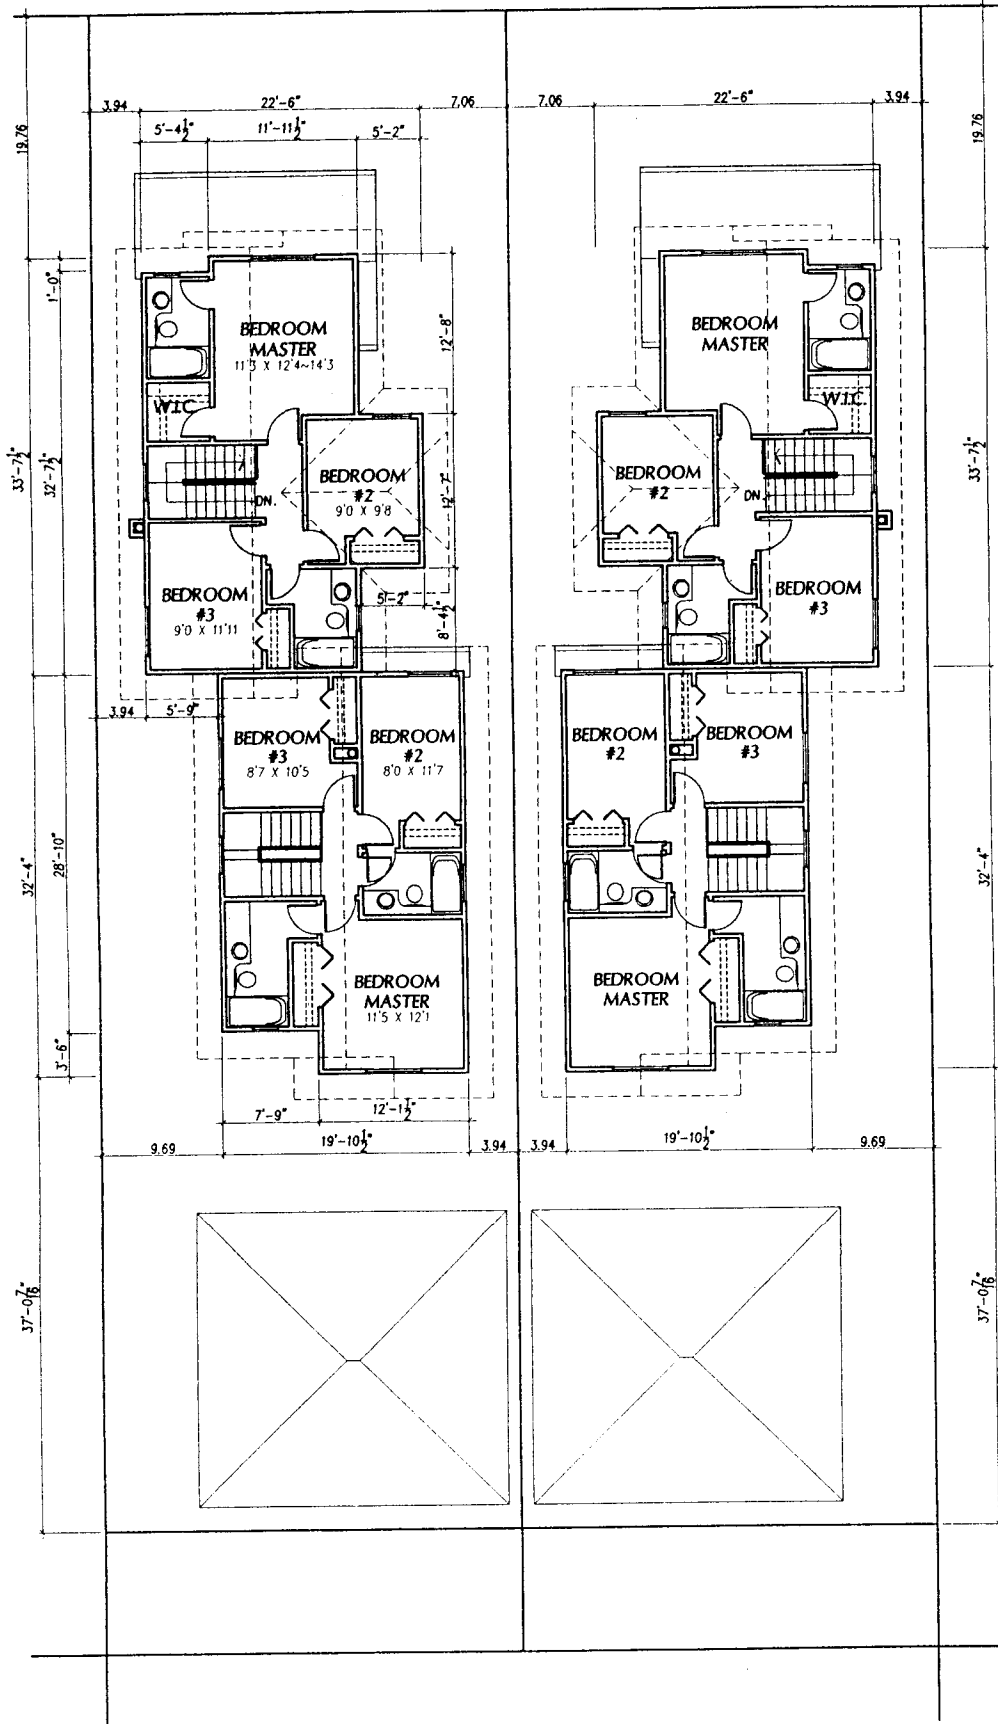 3.94
22'-6"
7.06
7.06
22'-6"
3.94
5'-4½"
11'-11½"
5'-2"
19.76
19.76
1'-0"
BEDROOM
MASTER
11'3 X 12'4~14'3
12'-8"
BEDROOM
MASTER
W.I.C.
W.I.C.
33'-7½"
32'-7½"
33'-7½"
BEDROOM
#2
9'0 X 9'8
12'-7"
BEDROOM
#2
DN.
DN.
BEDROOM
#3
9'0 X 11'11
5'-2"
8'-4½"
BEDROOM
#3
3.94
5'-9"
BEDROOM
#3
8'7 X 10'5
BEDROOM
#2
8'0 X 11'7
BEDROOM
#2
BEDROOM
#3
32'-4"
28'-10"
32'-4"
BEDROOM
MASTER
11'5 X 12'1
BEDROOM
MASTER
3'-6"
7'-9"
12'-1½"
9.69
19'-10½"
3.94
3.94
19'-10½"
9.69
37'-0 7/16"
37'-0 7/16"